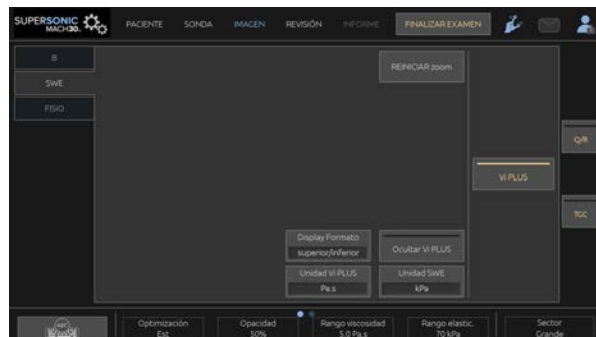 SUPERSONIC
MACH30.
PACIENTE
SONDA
IMAGEN
REVISIÓN
INFORME
FINALIZAR EXAMEN
B
SWE
FISIO
REINICIAR zoom
Q/R
Vi PLUS
TGC
Display Formato
superior/inferior
Ocultar Vi PLUS
Unidad Vi PLUS
Pa.s
Unidad SWE
kPa
Optimización
Est
Opacidad
50%
Rango viscosidad
5.0 Pa.s
Rango elastic.
70 kPa
Sector
Grande